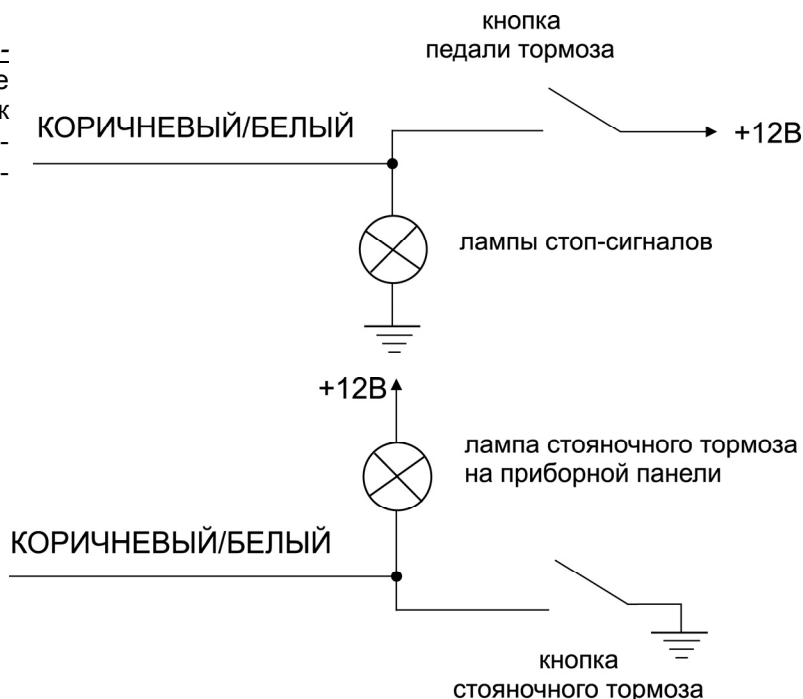 кнопка
педали тормоза
-
е
к
-
-
КОРИЧНЕВЫЙ/БЕЛЫЙ
+12В
лампы стоп-сигналов
+12В
лампа стояночного тормоза
на приборной панели
КОРИЧНЕВЫЙ/БЕЛЫЙ
кнопка
стояночного тормоза